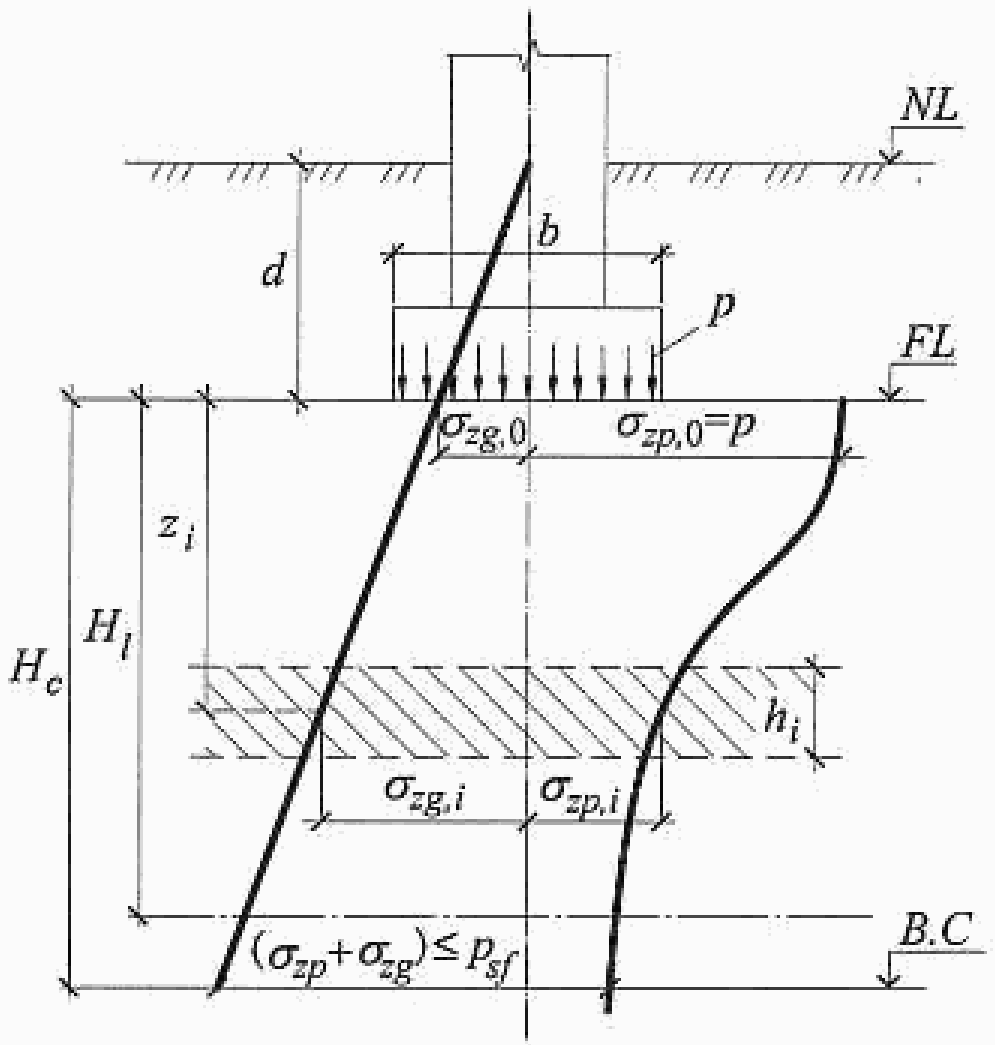 NL
b
d
p
FL
σzg,0
σzp,0=p
zi
Hl
Hc
hi
σzg,i
σzp,i
(σzp+σzg)≤psf
B.C